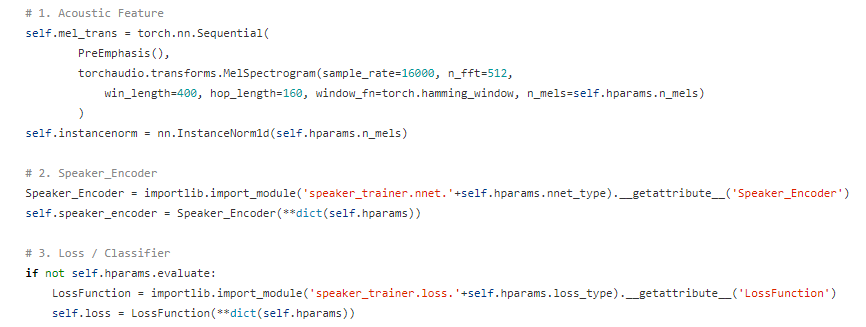 # 1. Acoustic Feature
self.mel_trans = torch.nn.Sequential(
        PreEmphasis(),
        torchaudio.transforms.MelSpectrogram(sample_rate=16000, n_fft=512,
            win_length=400, hop_length=160, window_fn=torch.hamming_window, n_mels=self.hparams.n_mels)
        )
self.instancenorm = nn.InstanceNorm1d(self.hparams.n_mels)

# 2. Speaker_Encoder
Speaker_Encoder = importlib.import_module('speaker_trainer.nnet.'+self.hparams.nnet_type).__getattribute__('Speaker_Encoder')
self.speaker_encoder = Speaker_Encoder(**dict(self.hparams))

# 3. Loss / Classifier
if not self.hparams.evaluate:
    LossFunction = importlib.import_module('speaker_trainer.loss.'+self.hparams.loss_type).__getattribute__('LossFunction')
    self.loss = LossFunction(**dict(self.hparams))